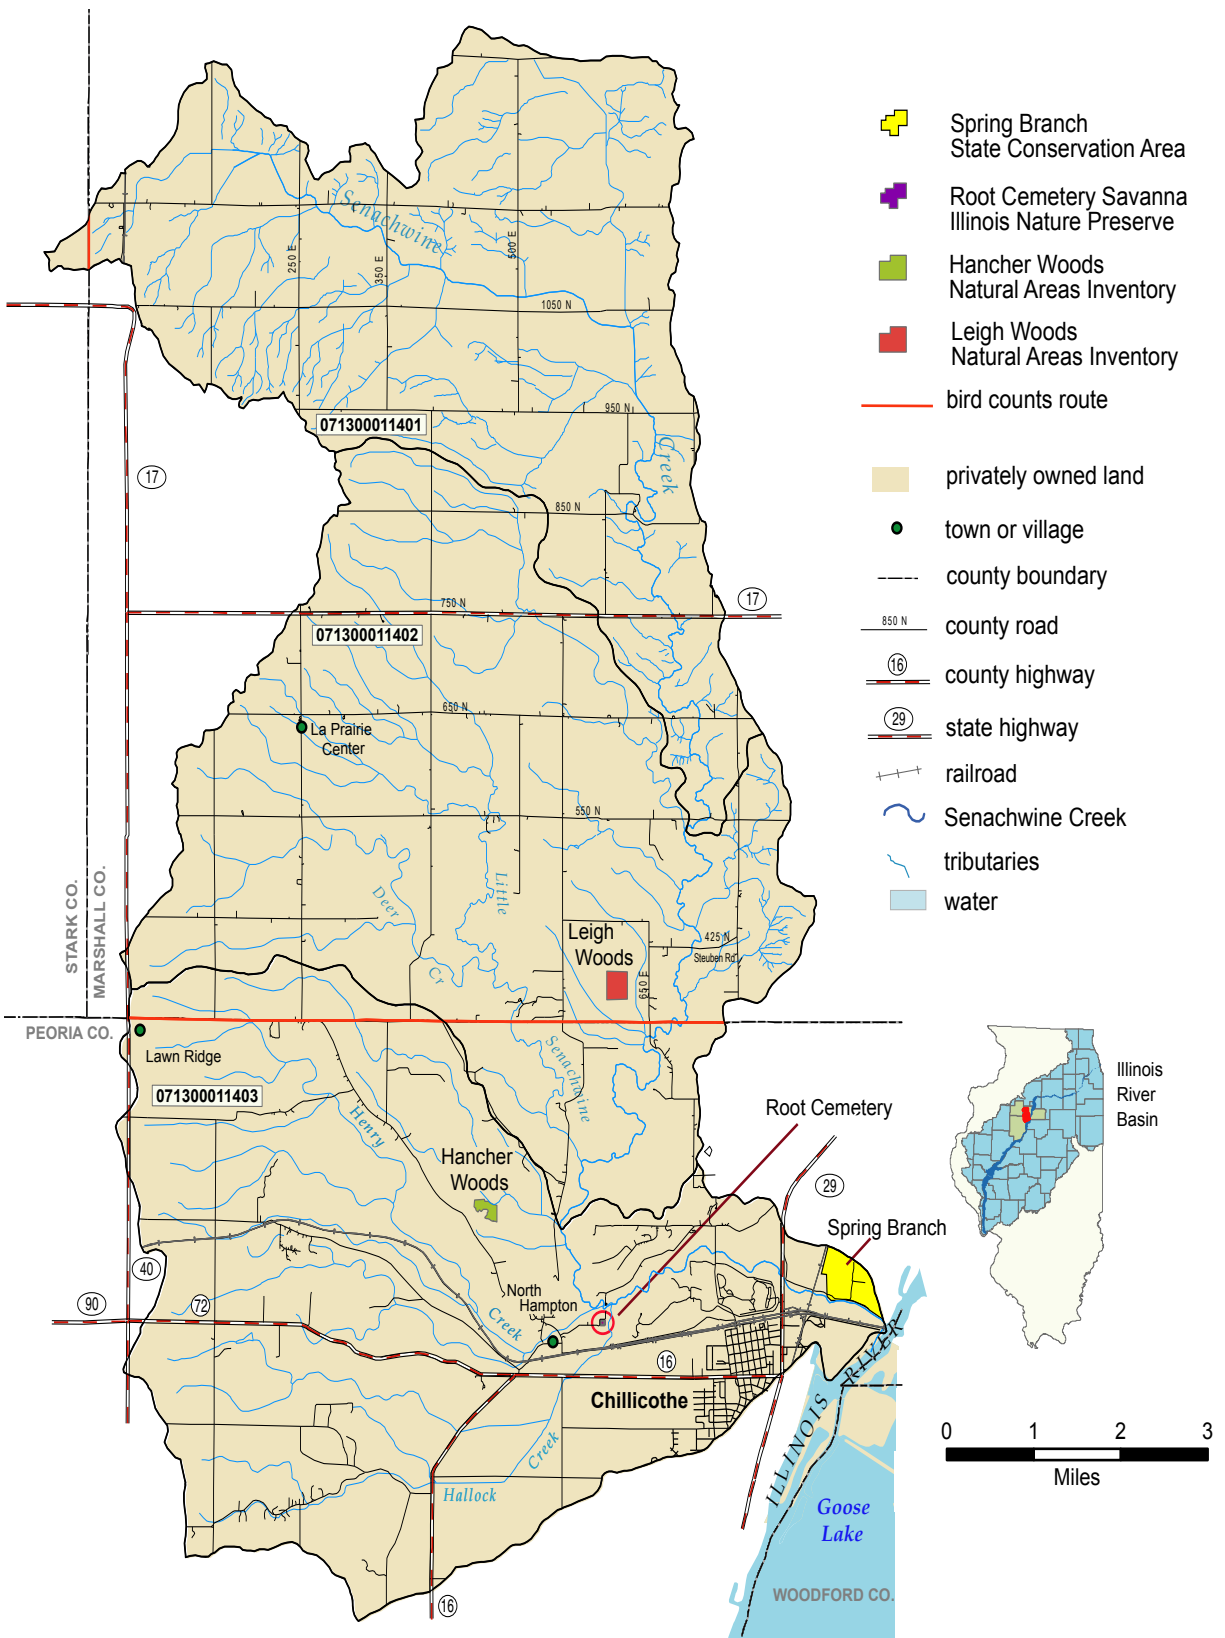 Spring Branch
State Conservation Area
Root Cemetery Savanna
Illinois Nature Preserve
Hancher Woods
Natural Areas Inventory
Leigh Woods
Natural Areas Inventory
bird counts route
privately owned land
town or village
county boundary
850 N
county road
16
county highway
29
state highway
railroad
Senachwine Creek
tributaries
water
Senachwine
250 E
350 E
500 E
1050 N
950 N
071300011401
Creek
17
850 N
750 N
17
071300011402
650 N
La Prairie
Center
550 N
Deer
Little
Leigh
Woods
425 N
Steuben Rd
650 E
Cr
STARK CO.
MARSHALL CO.
PEORIA CO.
Lawn Ridge
071300011403
Senachwine
Henry
Root Cemetery
Hancher
Woods
29
Spring Branch
40
90
72
North
Hampton
Creek
16
Chillicothe
ILLINOIS RIVER
Creek
Hallock
Goose
Lake
WOODFORD CO.
16
Illinois
River
Basin
0 1 2 3
Miles